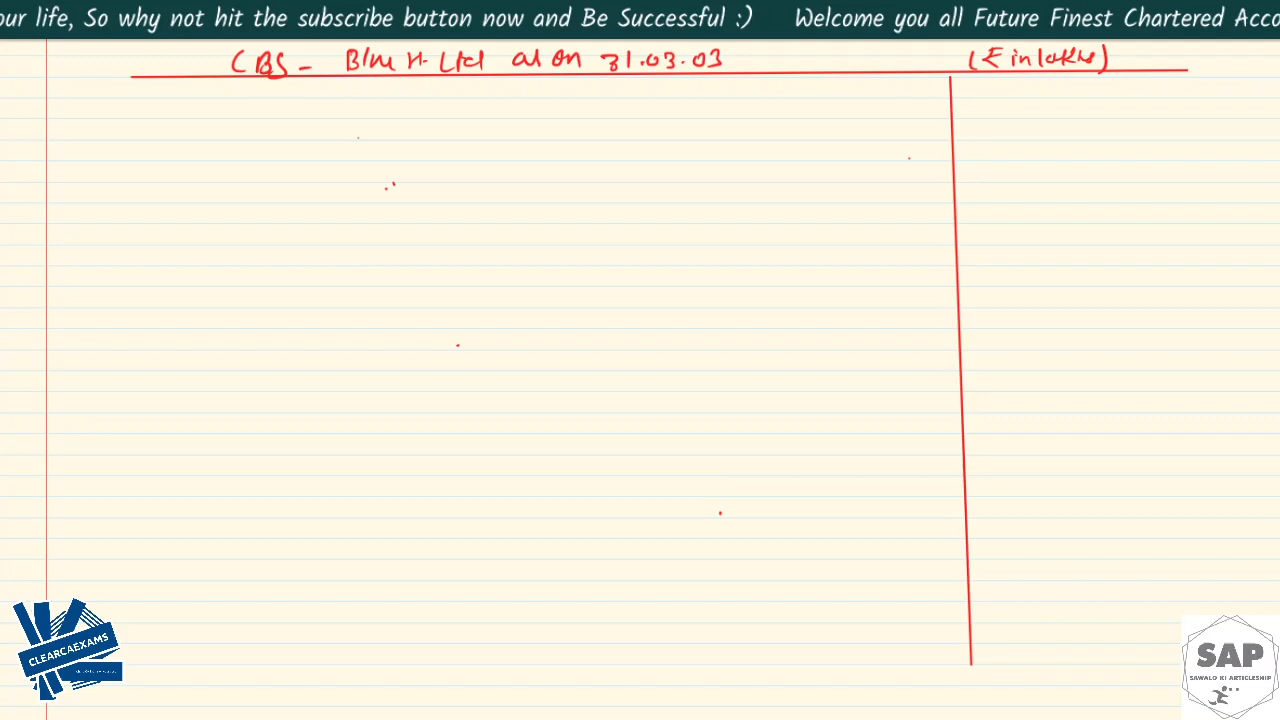 our life, So why not hit the subscribe button now and Be Successful :) Welcome you all Future Finest Chartered Acco
CBS - Blue H. Ltd as on 31.03.03 (₹ in lakhs)
CLEARCAEXAMS
SAP
SAWALO KI ARTICLESHIP